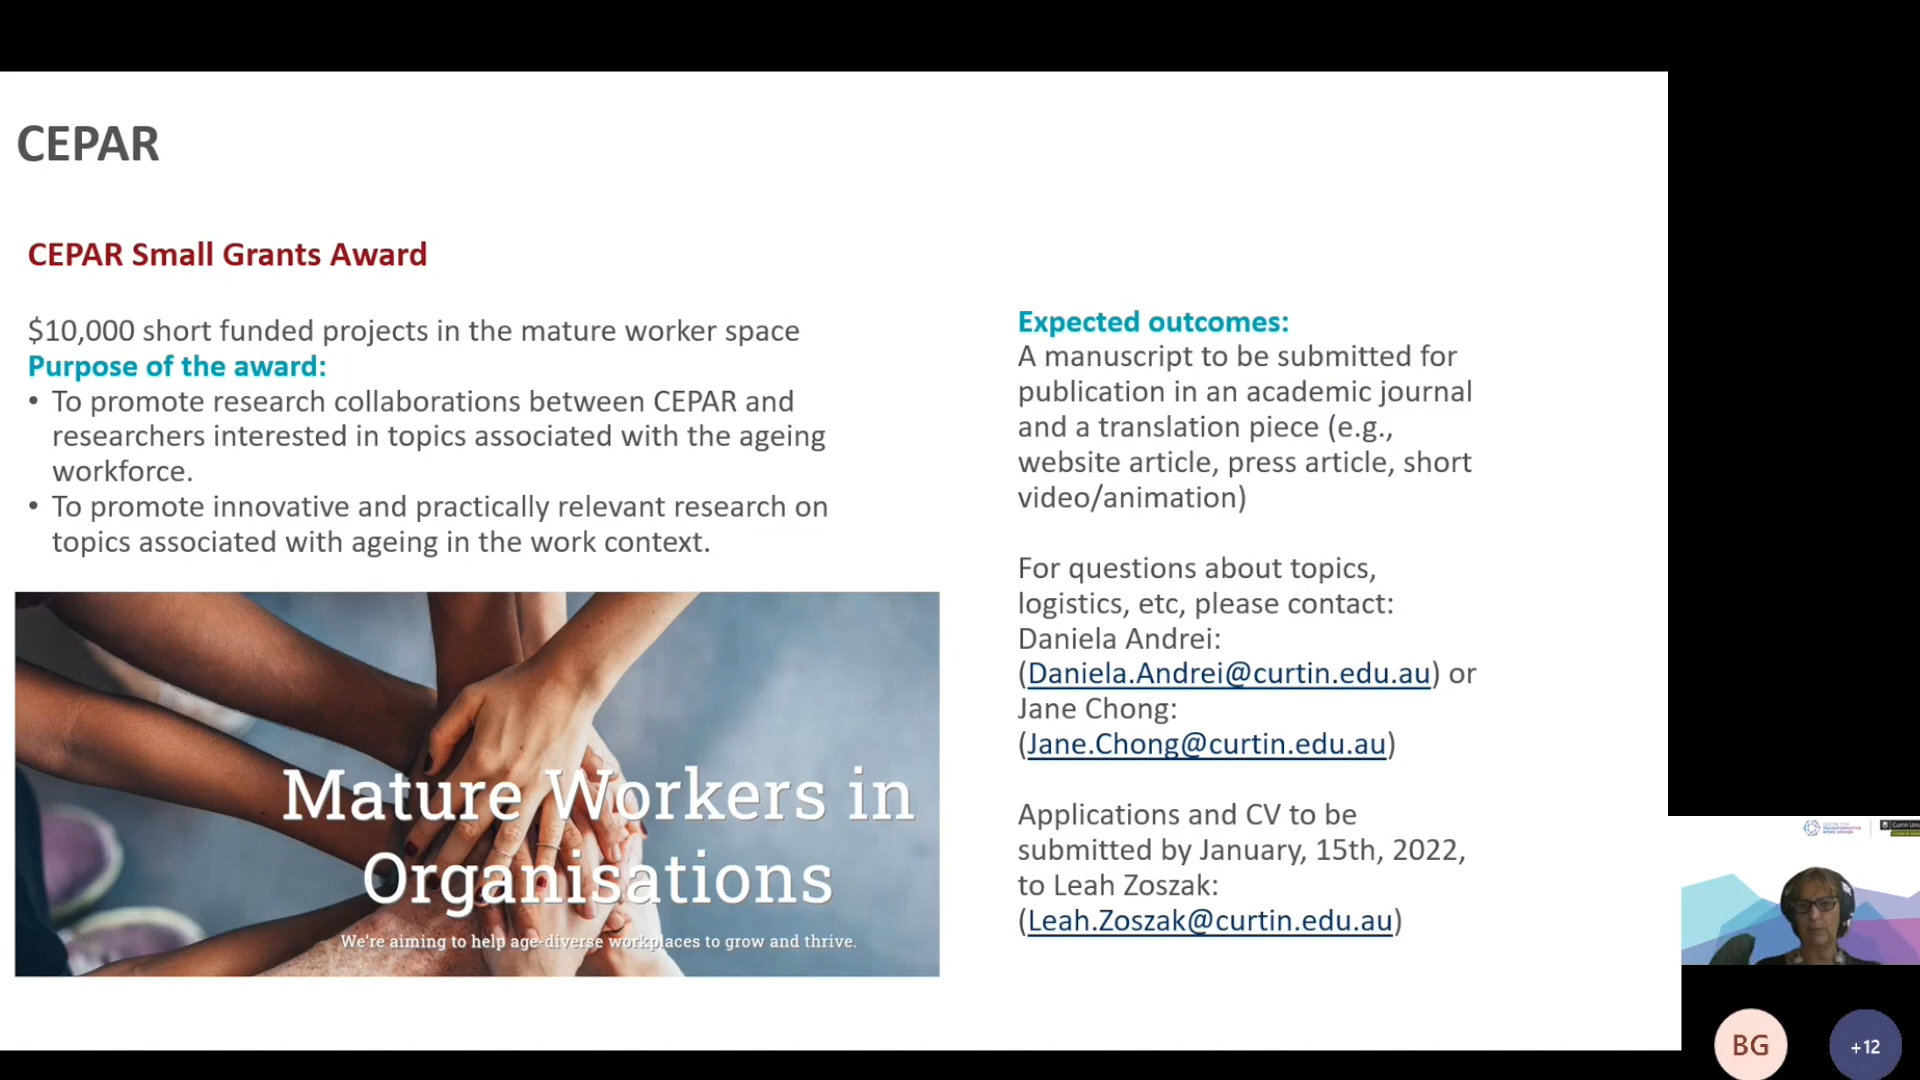 CEPAR
CEPAR Small Grants Award
$10,000 short funded projects in the mature worker space
Purpose of the award:
• To promote research collaborations between CEPAR and
researchers interested in topics associated with the ageing
workforce.
• To promote innovative and practically relevant research on
topics associated with ageing in the work context.
Mature Workers in
Organisations
We're aiming to help age-diverse workplaces to grow and thrive.
Expected outcomes:
A manuscript to be submitted for
publication in an academic journal
and a translation piece (e.g.,
website article, press article, short
video/animation)
For questions about topics,
logistics, etc, please contact:
Daniela Andrei:
(Daniela.Andrei@curtin.edu.au) or
Jane Chong:
(Jane.Chong@curtin.edu.au)
Applications and CV to be
submitted by January, 15th, 2022,
to Leah Zoszak:
(Leah.Zoszak@curtin.edu.au)
BG
+12